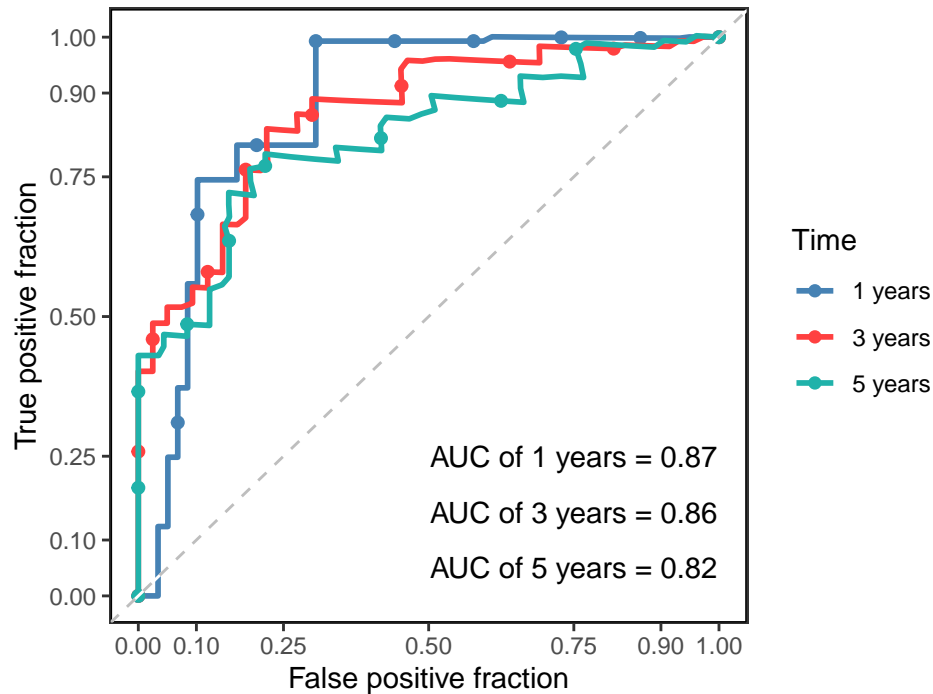 1.00
0.90
0.75
0.50
0.25
0.10
0.00
True positive fraction
0.00 0.10 0.25 0.50 0.75 0.90 1.00
False positive fraction
AUC of 1 years = 0.87
AUC of 3 years = 0.86
AUC of 5 years = 0.82
Time
1 years
3 years
5 years